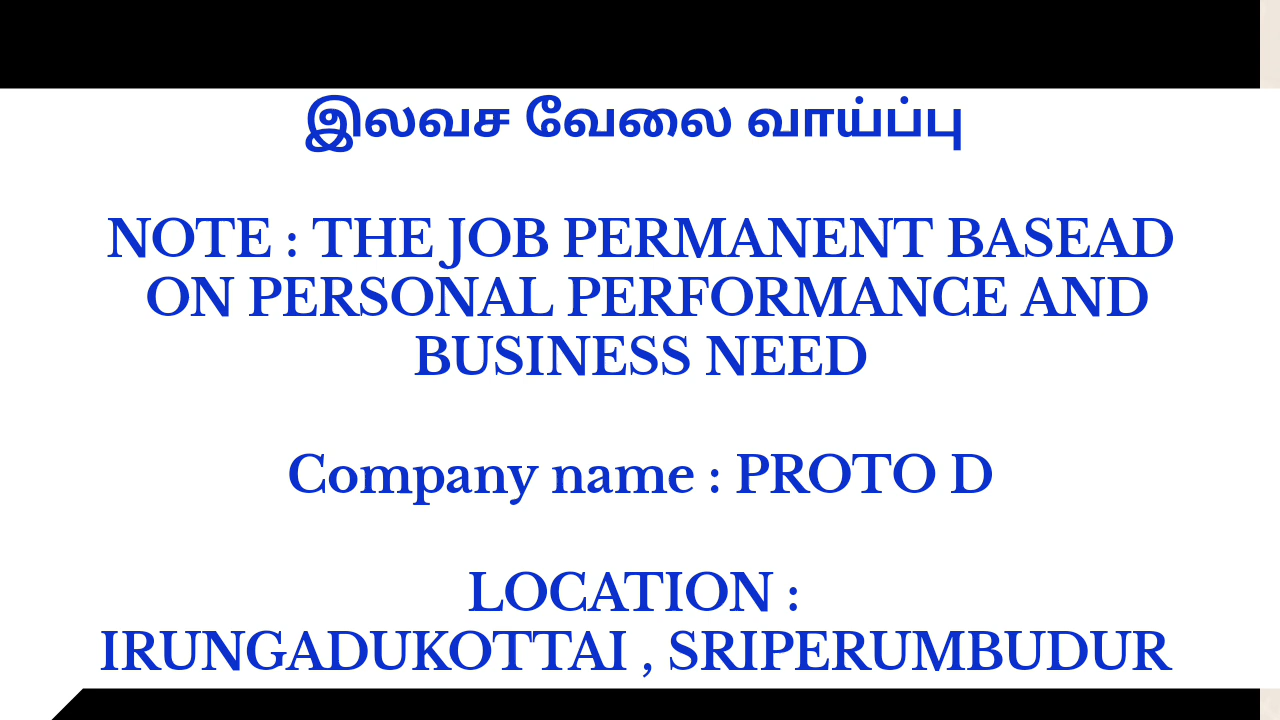 இலவச வேலை வாய்ப்பு
NOTE : THE JOB PERMANENT BASEAD
ON PERSONAL PERFORMANCE AND
BUSINESS NEED
Company name : PROTO D
LOCATION :
IRUNGADUKOTTAI , SRIPERUMBUDUR